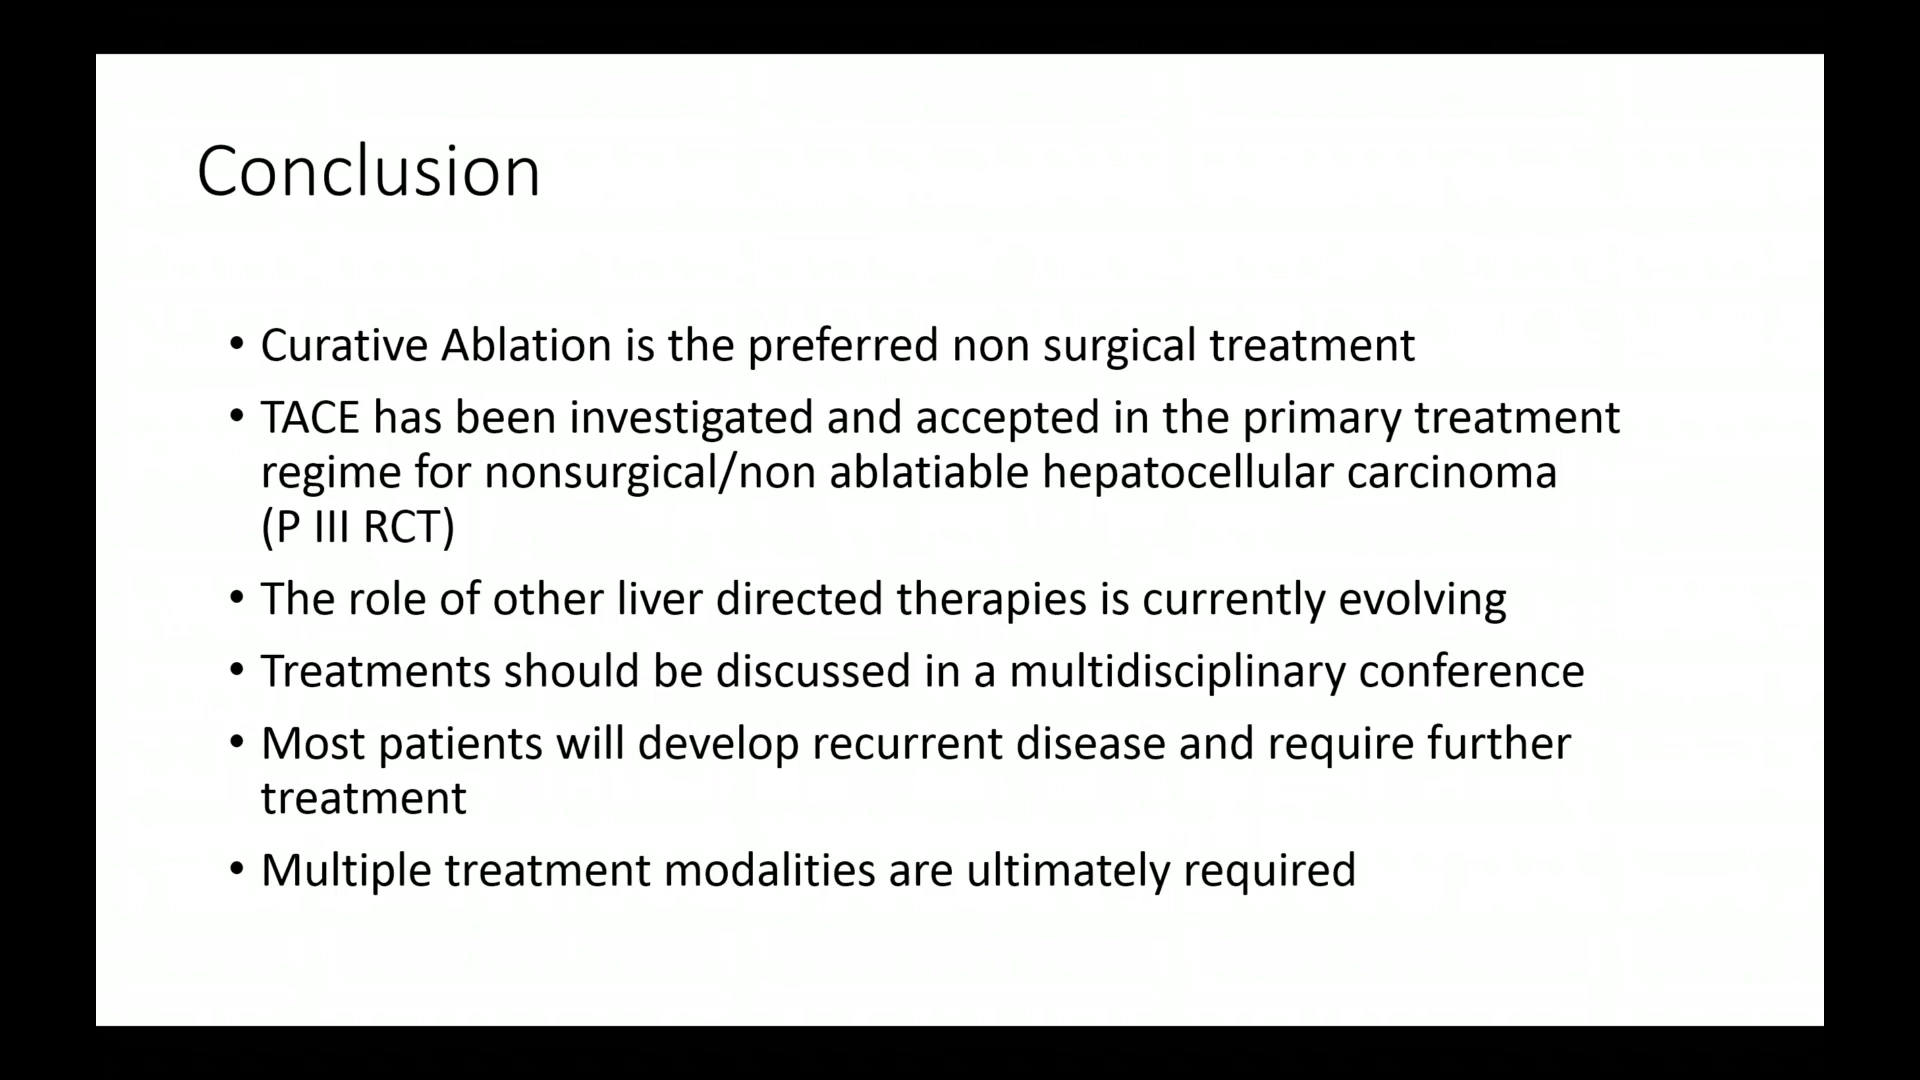 Conclusion
• Curative Ablation is the preferred non surgical treatment
• TACE has been investigated and accepted in the primary treatment
regime for nonsurgical/non ablatiable hepatocellular carcinoma
(P III RCT)
• The role of other liver directed therapies is currently evolving
• Treatments should be discussed in a multidisciplinary conference
• Most patients will develop recurrent disease and require further
treatment
• Multiple treatment modalities are ultimately required